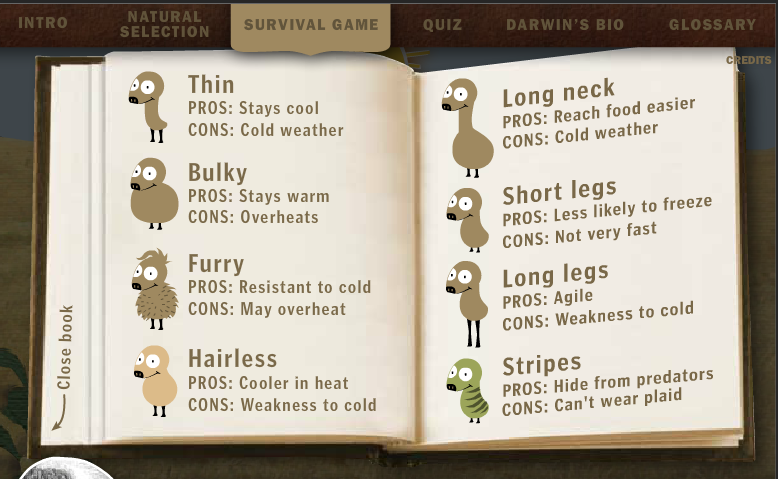 INTRO
NATURAL
SELECTION
SURVIVAL GAME
QUIZ
DARWIN'S BIO
GLOSSARY
CREDITS
Thin
PROS: Stays cool
CONS: Cold weather
Bulky
PROS: Stays warm
CONS: Overheats
Furry
PROS: Resistant to cold
CONS: May overheat
Hairless
PROS: Cooler in heat
CONS: Weakness to cold
Close book
Long neck
PROS: Reach food easier
CONS: Cold weather
Short legs
PROS: Less likely to freeze
CONS: Not very fast
Long legs
PROS: Agile
CONS: Weakness to cold
Stripes
PROS: Hide from predators
CONS: Can't wear plaid